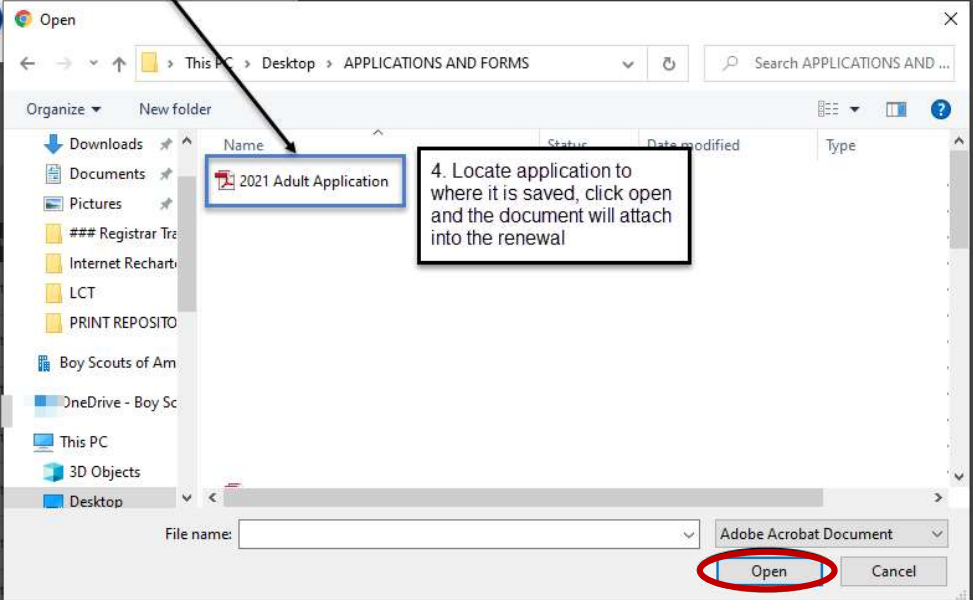 Open
This PC > Desktop > APPLICATIONS AND FORMS
Search APPLICATIONS AND ...
Organize
New folder
Name
Status
Date modified
Type
Downloads
Documents
Pictures
### Registrar Tra
Internet Recharte
LCT
PRINT REPOSITO
Boy Scouts of Am
OneDrive - Boy Sc
This PC
3D Objects
Desktop
2021 Adult Application
4. Locate application to
where it is saved, click open
and the document will attach
into the renewal
File name:
Adobe Acrobat Document
Open
Cancel